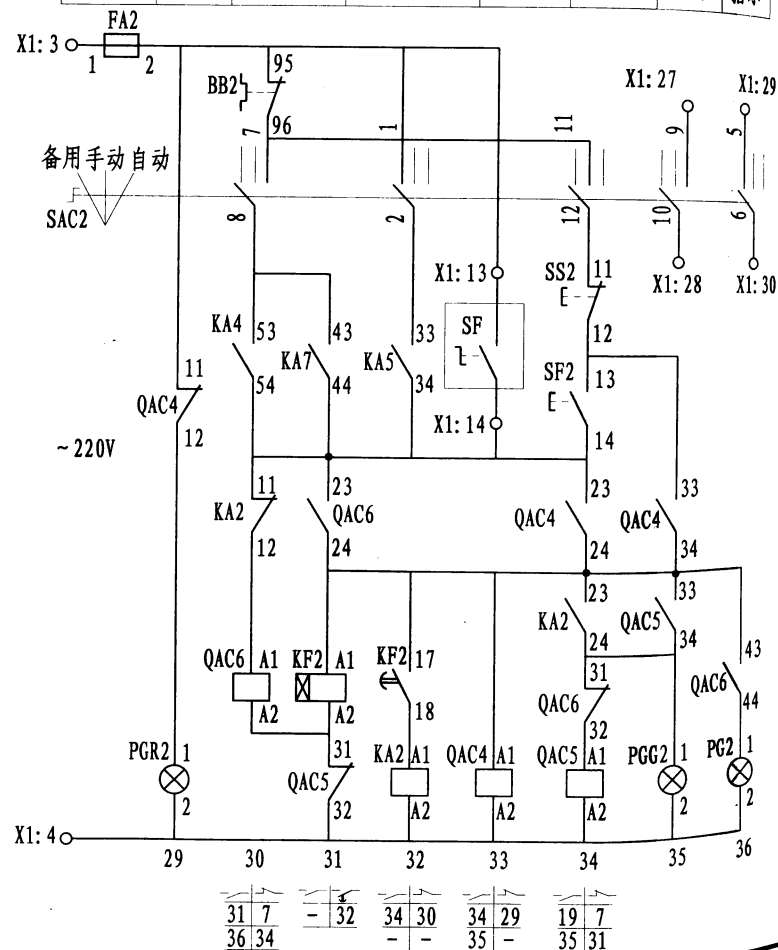 FA2
X1:3
1 2
95
BB2
96
7
1
11
X1:27
X1:29
9
5
备用 手动 自动
SAC2
8
2
12
10
6
X1:28
X1:30
X1:13
SS2
11
12
KA4
53
54
KA7
43
44
KA5
33
34
SF
SF2
13
14
X1:14
QAC4
11
12
~220V
KA2
11
12
QAC6
23
24
QAC4
23
24
QAC4
33
34
KA2
23
24
QAC5
33
34
QAC6
43
44
QAC6
A1
A2
KF2
A1
A2
KF2
17
18
QAC6
31
32
PGR2
1
2
QAC5
31
32
KA2
A1
A2
QAC4
A1
A2
QAC5
A1
A2
PGG2
1
2
PG2
1
2
X1:4
29 30 31 32 33 34 35 36
31 7 - 32 34 30 34 29 19 7
36 34 - - 35 - 35 31